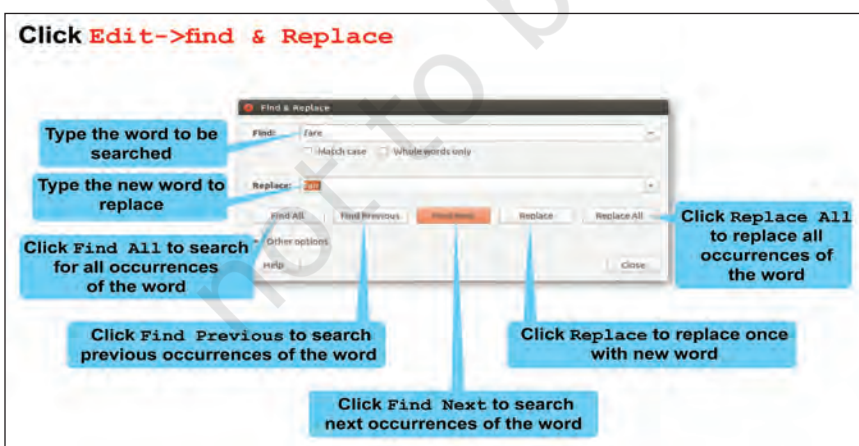 Click Edit->find & Replace
Find & Replace
Type the word to be
searched
Find:
fare
Match case
Whole words only
Type the new word to
replace
Replace:
Find All
Find Previous
Find Next
Replace
Replace All
Click Replace All
to replace all
occurrences of
the word
Click Find All to search
for all occurrences
of the word
Other options
Help
Close
Click Find Previous to search
previous occurrences of the word
Click Replace to replace once
with new word
Click Find Next to search
next occurrences of the word
not to b